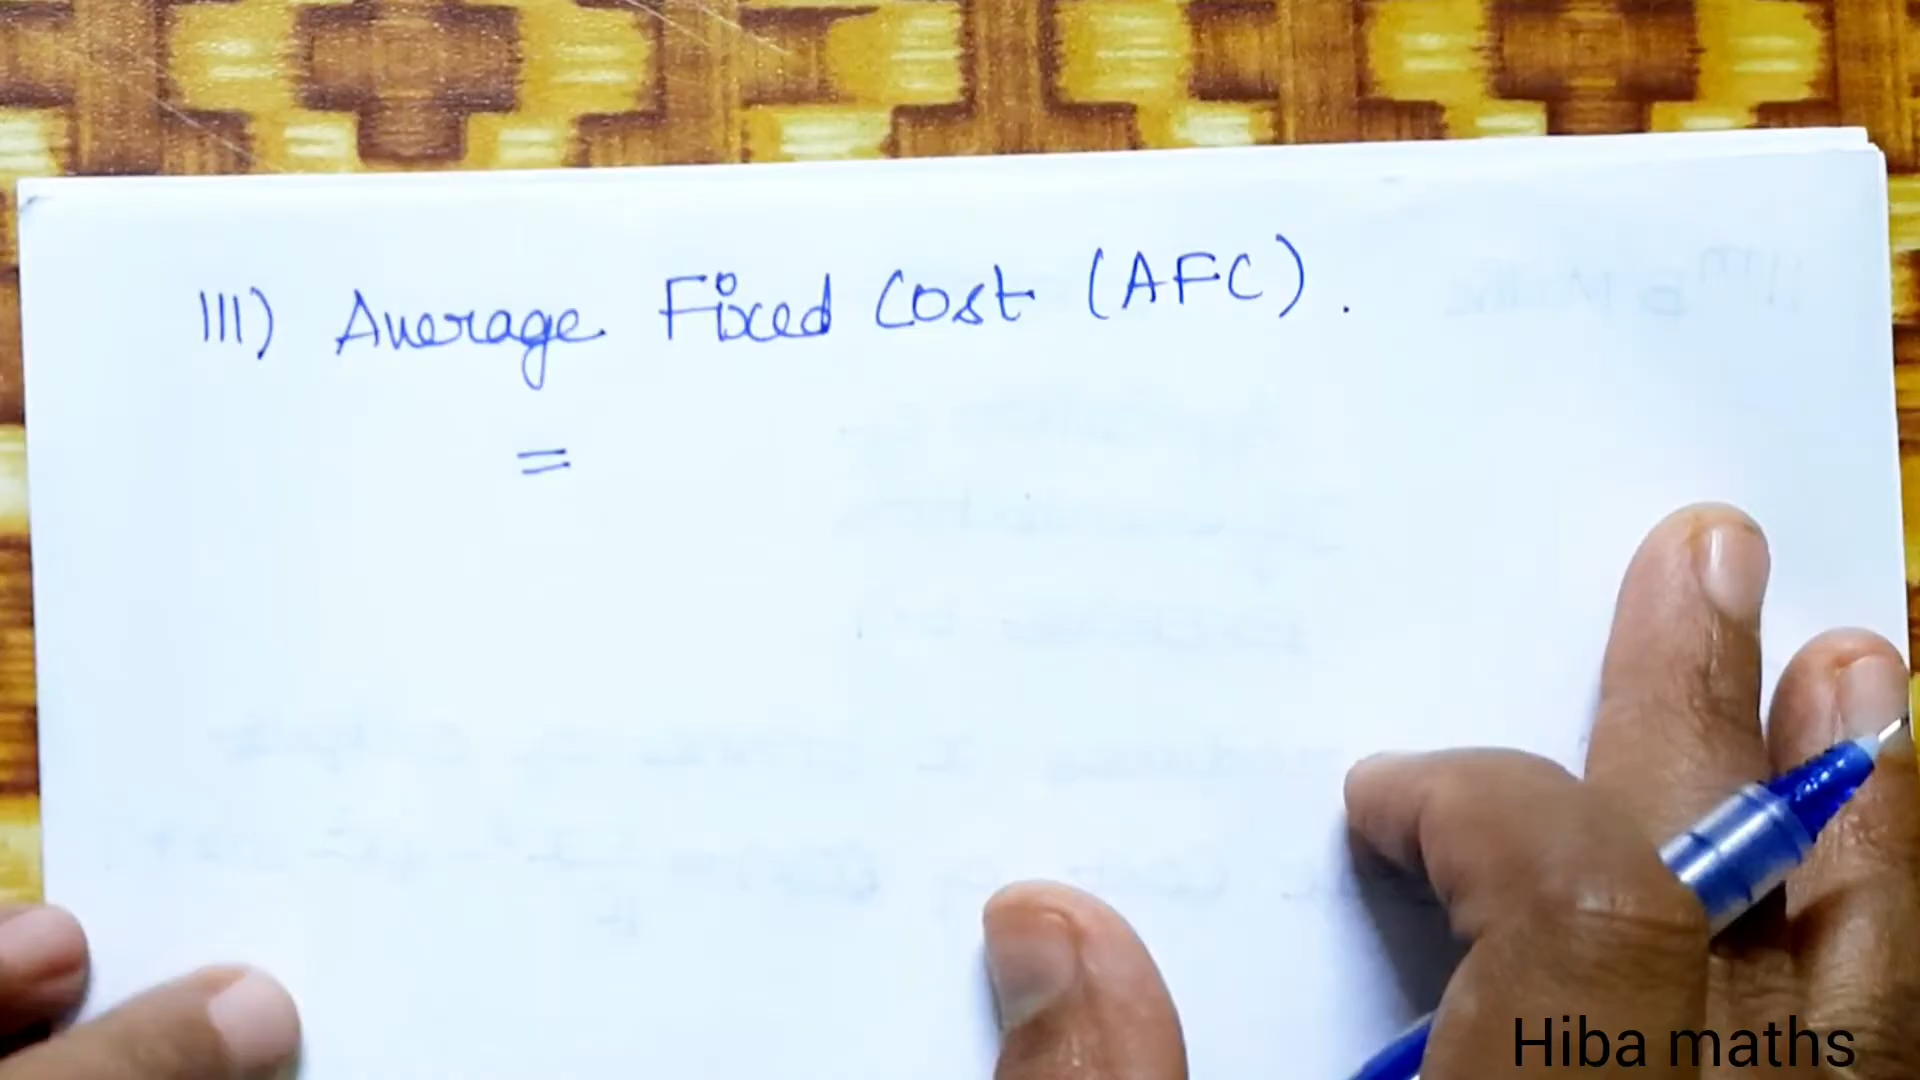 III) Average Fixed Cost (AFC).
=
Hiba maths